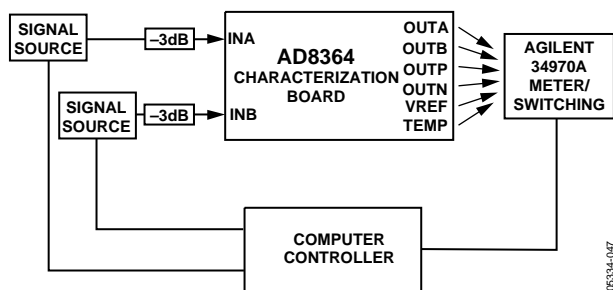 SIGNAL
SOURCE
–3dB
INA
SIGNAL
SOURCE
–3dB
INB
AD8364
CHARACTERIZATION
BOARD
OUTA
OUTB
OUTP
OUTN
VREF
TEMP
AGILENT
34970A
METER/
SWITCHING
COMPUTER
CONTROLLER
05334-047